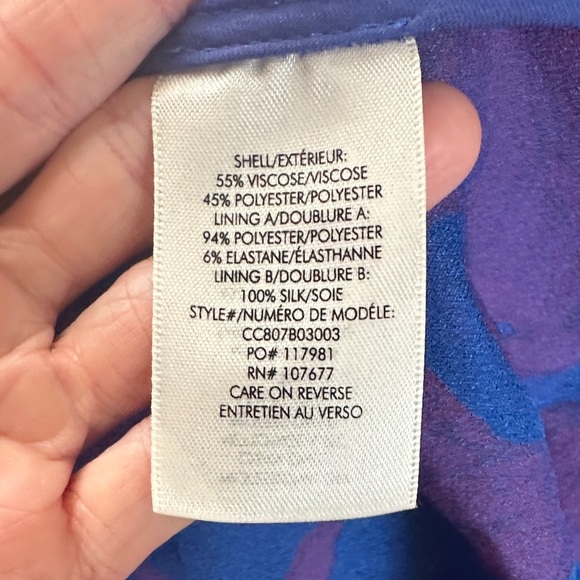 SHELL/EXTÉRIEUR:
55% VISCOSE/VISCOSE
45% POLYESTER/POLYESTER
LINING A/DOUBLURE A:
94% POLYESTER/POLYESTER
6% ELASTANE/ÉLASTHANNE
LINING B/DOUBLURE B:
100% SILK/SOIE
STYLE#/NUMÉRO DE MODÉLE:
CC807B03003
PO# 117981
RN# 107677
CARE ON REVERSE
ENTRETIEN AU VERSO